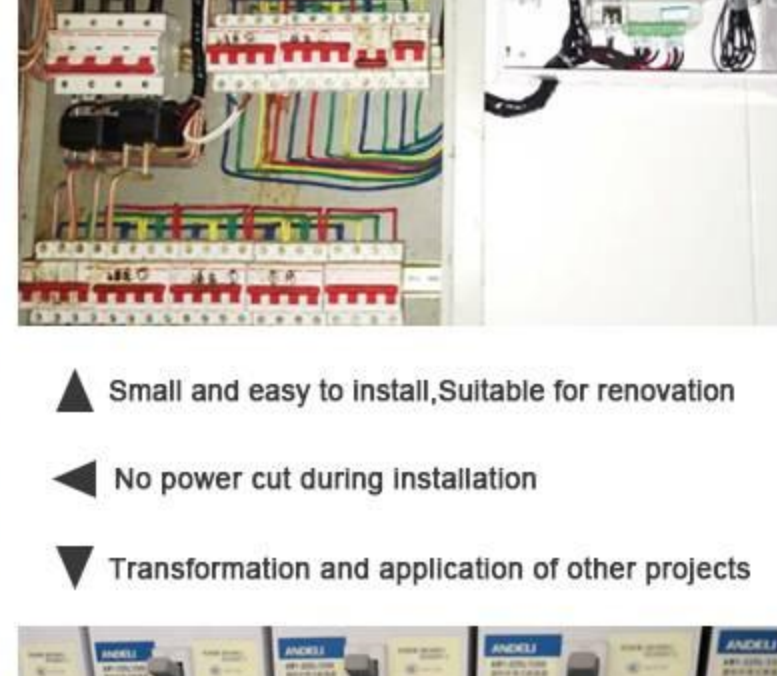 Small and easy to install,Suitable for renovation
No power cut during installation
Transformation and application of other projects
ANDELI
ANDELI
ANDELI
ANDELI